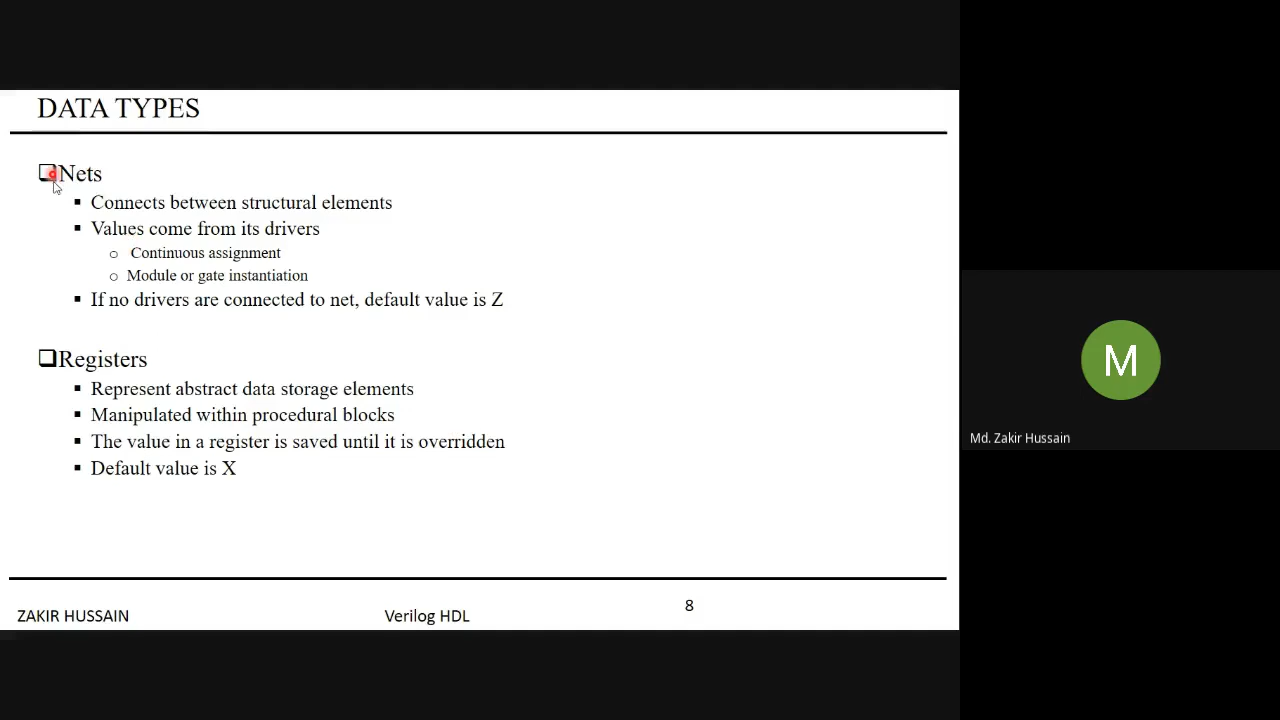 DATA TYPES
Nets
Connects between structural elements
Values come from its drivers
Continuous assignment
Module or gate instantiation
If no drivers are connected to net, default value is Z
Registers
Represent abstract data storage elements
Manipulated within procedural blocks
The value in a register is saved until it is overridden
Default value is X
ZAKIR HUSSAIN
Verilog HDL
8
M
Md. Zakir Hussain